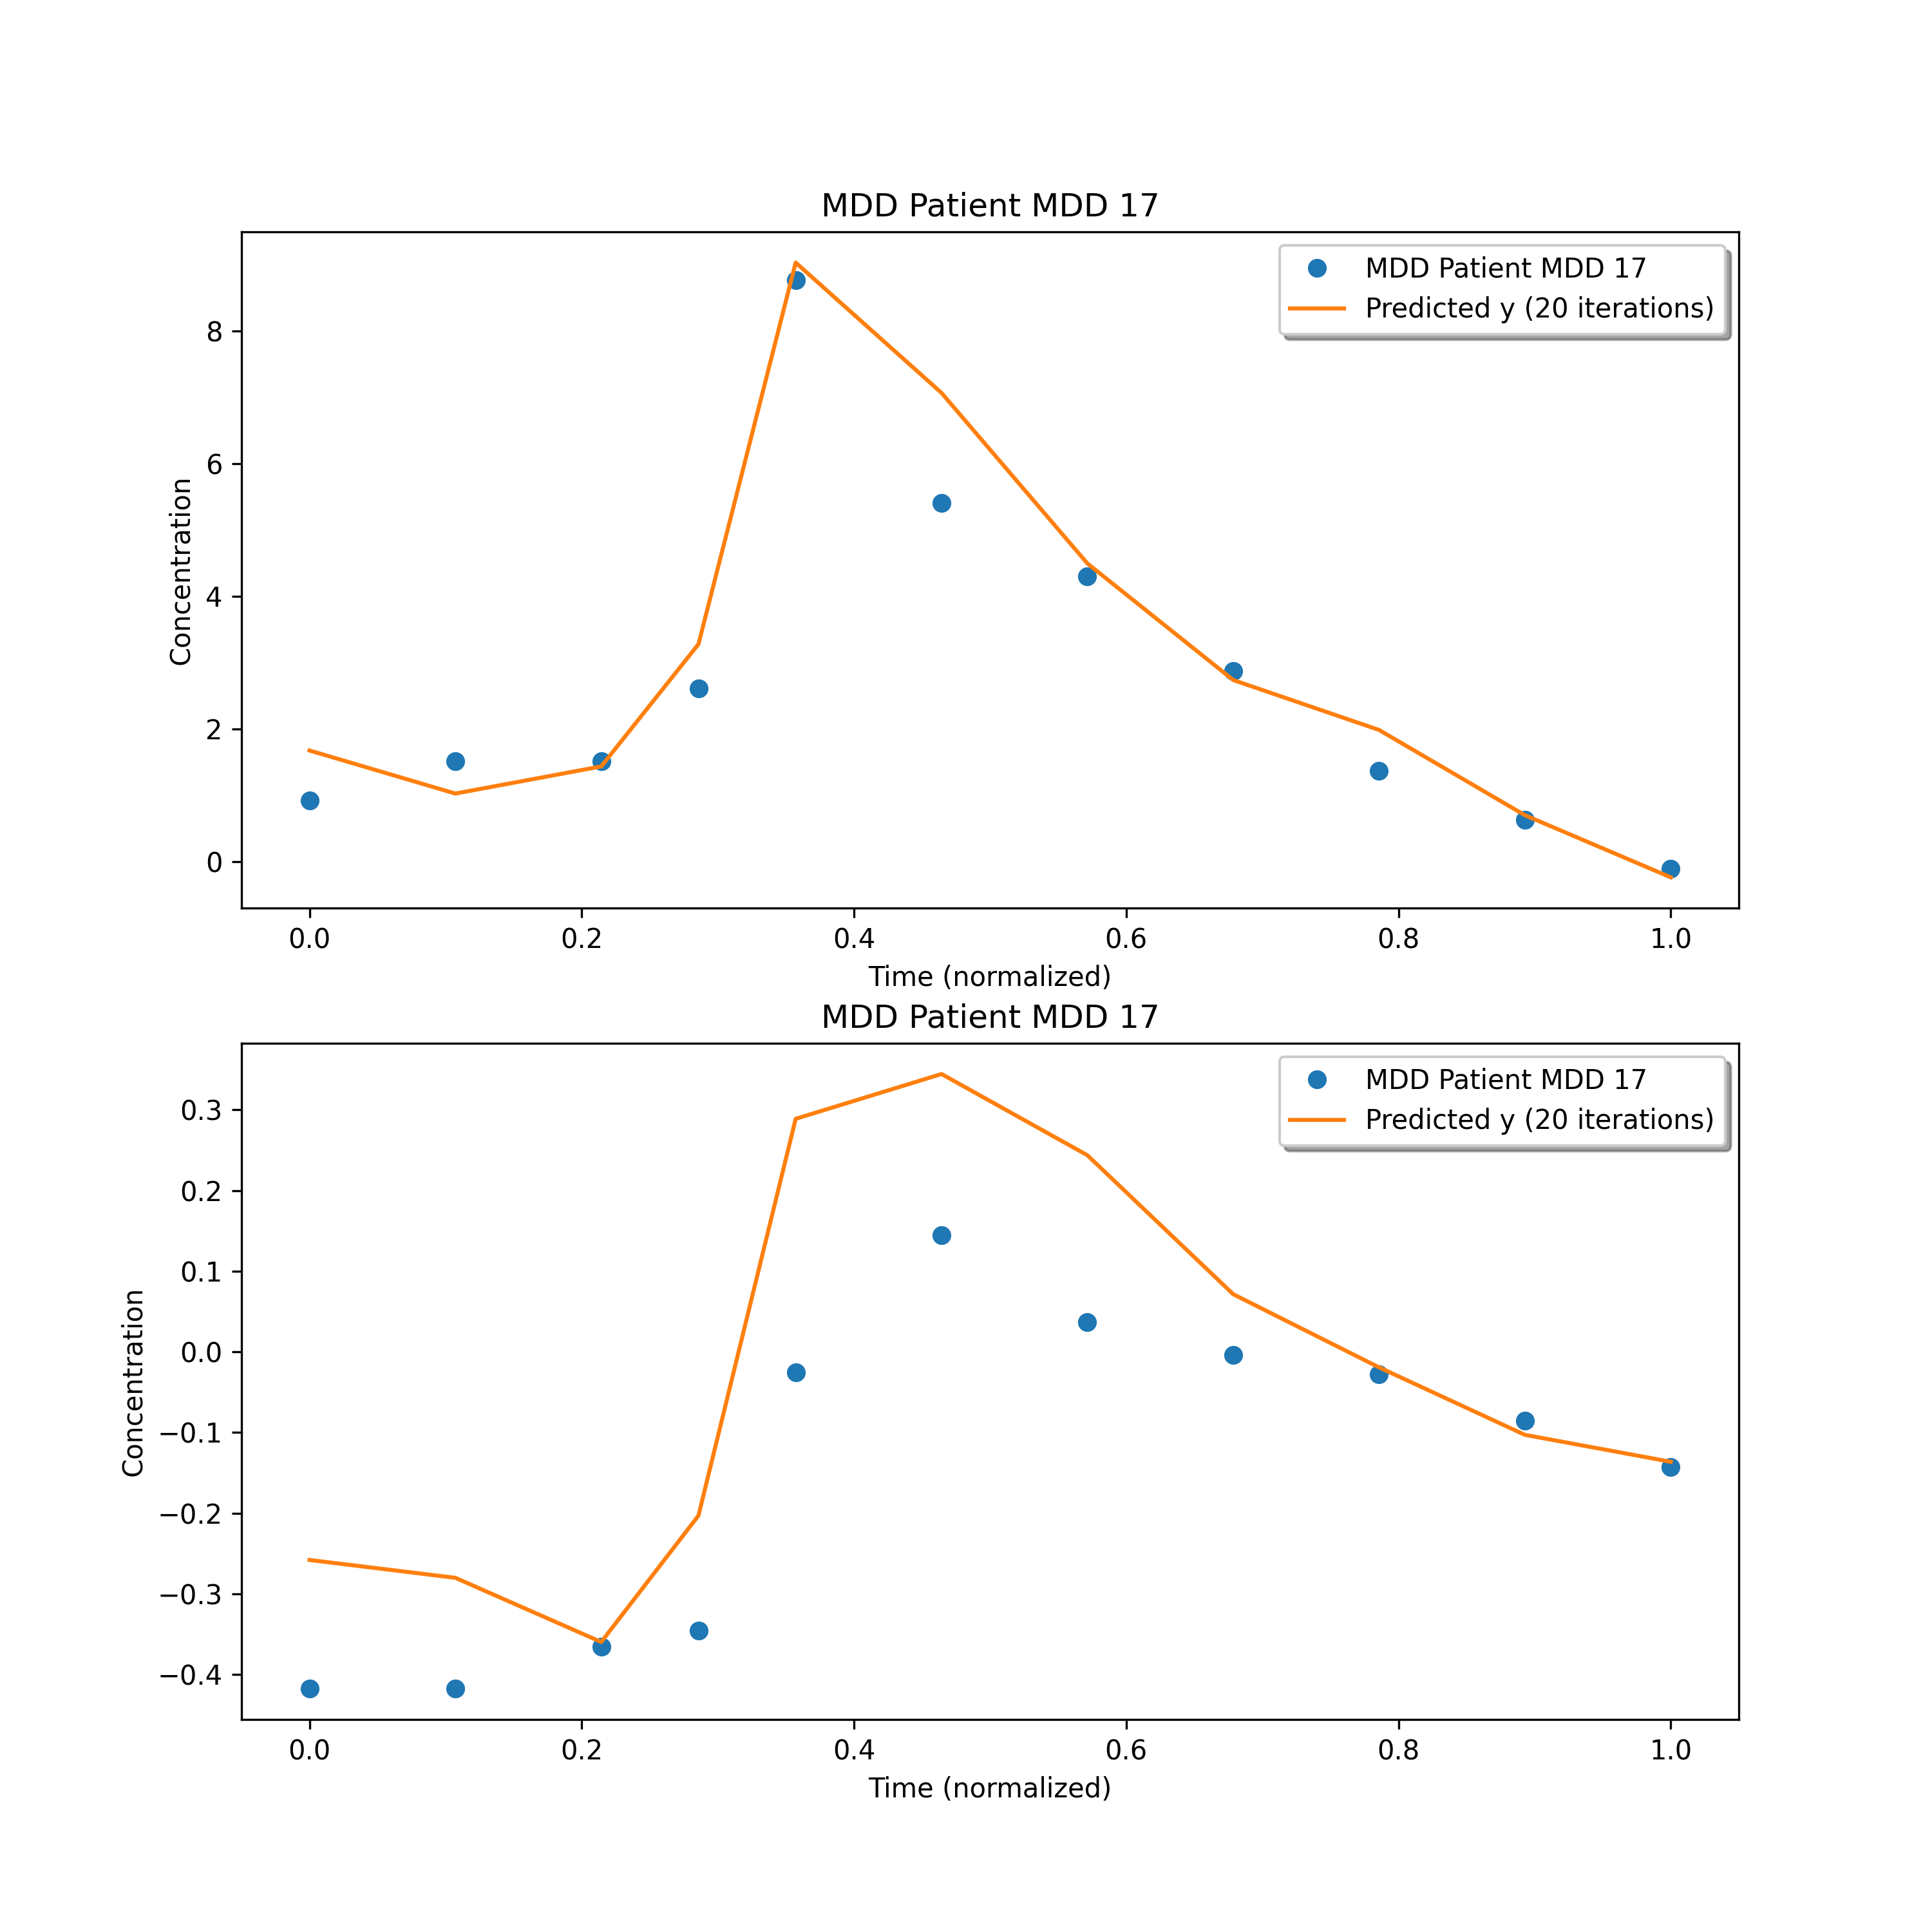 MDD Patient MDD 17
MDD Patient MDD 17
Predicted y (20 iterations)
Concentration
8
6
4
2
0
0.0 0.2 0.4 0.6 0.8 1.0
Time (normalized)
MDD Patient MDD 17
MDD Patient MDD 17
Predicted y (20 iterations)
Concentration
0.3
0.2
0.1
0.0
−0.1
−0.2
−0.3
−0.4
0.0 0.2 0.4 0.6 0.8 1.0
Time (normalized)